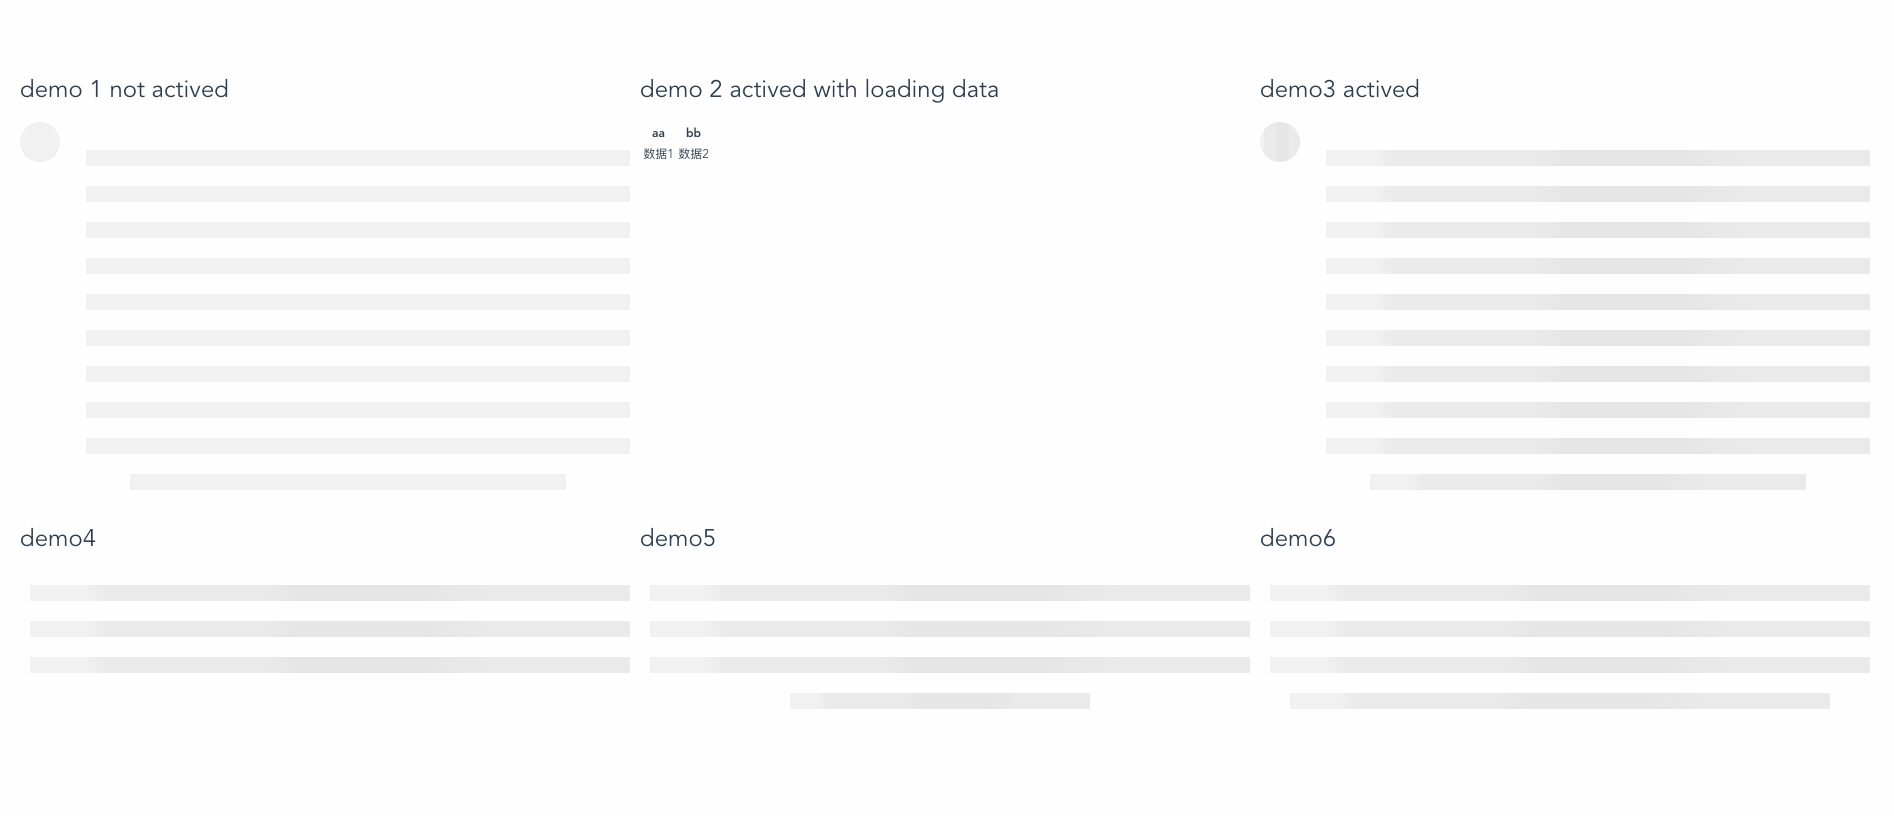 demo 1 not actived
demo 2 actived with loading data
aa bb
数据1 数据2
demo3 actived
demo4
demo5
demo6